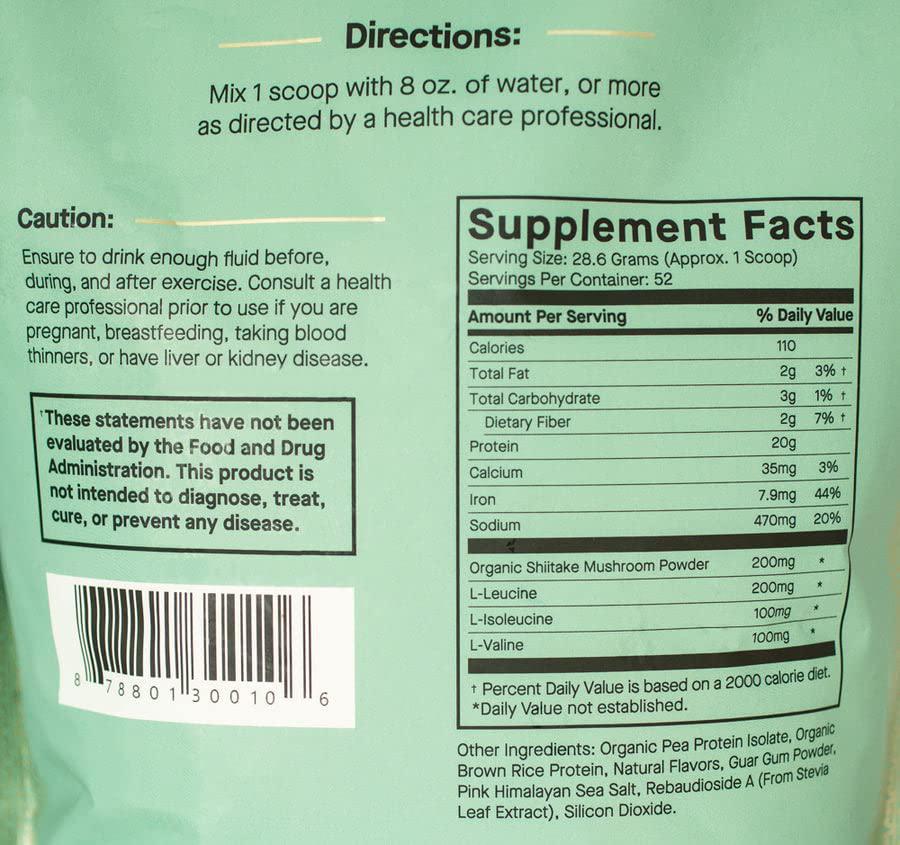 Directions:
Mix 1 scoop with 8 oz. of water, or more
as directed by a health care professional.
Caution:
Ensure to drink enough fluid before,
during, and after exercise. Consult a health
care professional prior to use if you are
pregnant, breastfeeding, taking blood
thinners, or have liver or kidney disease.
†These statements have not been
evaluated by the Food and Drug
Administration. This product is
not intended to diagnose, treat,
cure, or prevent any disease.
8 78801 30010 6
Supplement Facts
Serving Size: 28.6 Grams (Approx. 1 Scoop)
Servings Per Container: 52
Amount Per Serving % Daily Value
Calories 110
Total Fat 2g 3% †
Total Carbohydrate 3g 1% †
Dietary Fiber 2g 7% †
Protein 20g
Calcium 35mg 3%
Iron 7.9mg 44%
Sodium 470mg 20%
Organic Shiitake Mushroom Powder 200mg *
L-Leucine 200mg *
L-Isoleucine 100mg *
L-Valine 100mg *
† Percent Daily Value is based on a 2000 calorie diet.
*Daily Value not established.
Other Ingredients: Organic Pea Protein Isolate, Organic
Brown Rice Protein, Natural Flavors, Guar Gum Powder,
Pink Himalayan Sea Salt, Rebaudioside A (From Stevia
Leaf Extract), Silicon Dioxide.